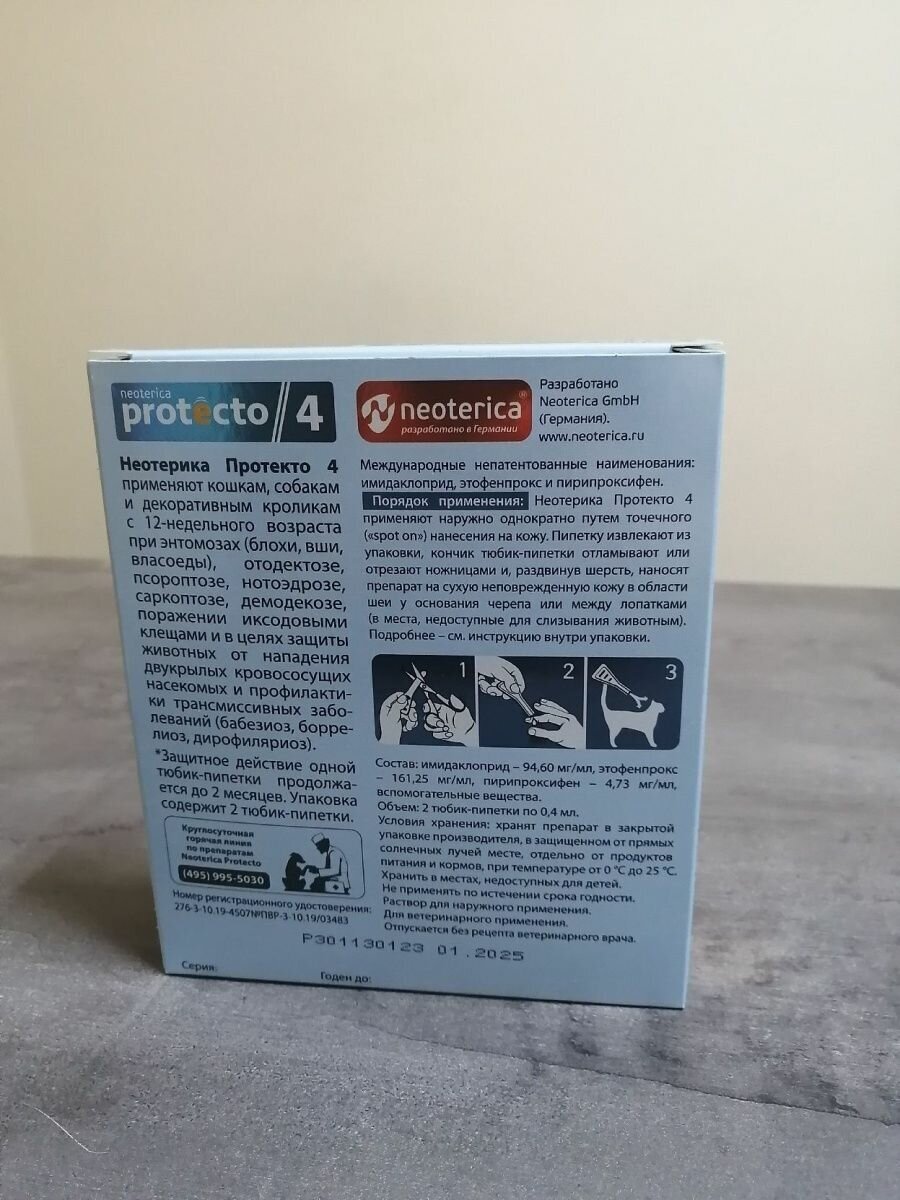 neoterica
protecto//4
Неотерика Протекто 4
применяют кошкам, собакам
и декоративным кроликам
с 12-недельного возраста
при энтомозах (блохи, вши,
власоеды), отодектозе,
псороптозе, нотоэдрозе,
саркоптозе, демодекозе,
поражении иксодовыми
клещами и в целях защиты
животных от нападения
двукрылых кровососущих
насекомых и профилакти-
ки трансмиссивных забо-
леваний (бабезиоз, борре-
лиоз, дирофиляриоз).
*Защитное действие одной
тюбик-пипетки продолжа-
ется до 2 месяцев. Упаковка
содержит 2 тюбик-пипетки.
Круглосуточная
горячая линия
по препаратам
Neoterica Protecto
(495) 995-5030
Номер регистрационного удостоверения:
276-3-10.19-4507№ПВР-3-10.19/03483
neoterica®
разработано в Германии
Разработано
Neoterica GmbH
(Германия).
www.neoterica.ru
Международные непатентованные наименования:
имидаклоприд, этофенпрокс и пирипроксифен.
Порядок применения: Неотерика Протекто 4
применяют наружно однократно путем точечного
(«spot on») нанесения на кожу. Пипетку извлекают из
упаковки, кончик тюбик-пипетки отламывают или
отрезают ножницами и, раздвинув шерсть, наносят
препарат на сухую неповрежденную кожу в области
шеи у основания черепа или между лопатками
(в места, недоступные для слизывания животным).
Подробнее – см. инструкцию внутри упаковки.
1 2 3
Состав: имидаклоприд – 94,60 мг/мл, этофенпрокс
– 161,25 мг/мл, пирипроксифен – 4,73 мг/мл,
вспомогательные вещества.
Объем: 2 тюбик-пипетки по 0,4 мл.
Условия хранения: хранят препарат в закрытой
упаковке производителя, в защищенном от прямых
солнечных лучей месте, отдельно от продуктов
питания и кормов, при температуре от 0 °С до 25 °С.
Хранить в местах, недоступных для детей.
Не применять по истечении срока годности.
Раствор для наружного применения.
Для ветеринарного применения.
Отпускается без рецепта ветеринарного врача.
P301130123 01.2025
Серия: Годен до: